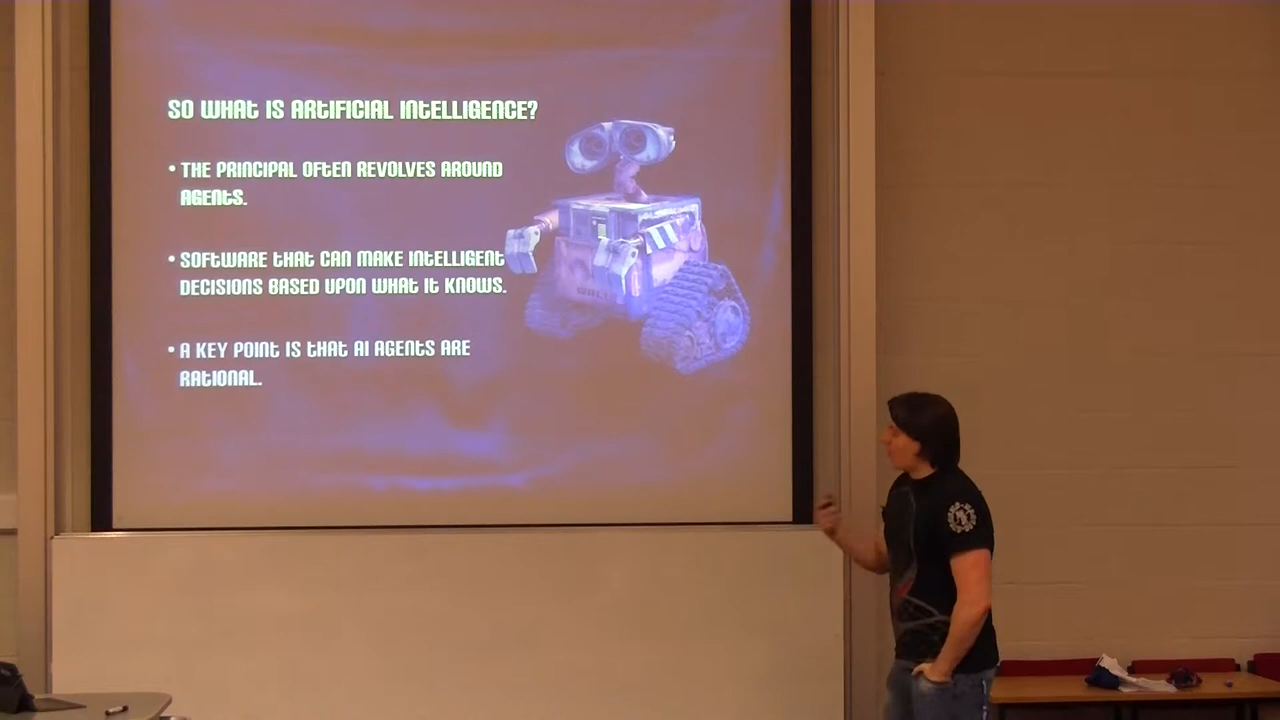 SO WHAT IS ARTIFICIAL INTELLIGENCE?
• THE PRINCIPAL OFTEN REVOLVES AROUND
AGENTS.
• SOFTWARE THAT CAN MAKE INTELLIGENT
DECISIONS BASED UPON WHAT IT KNOWS.
• A KEY POINT IS THAT AI AGENTS ARE
RATIONAL.